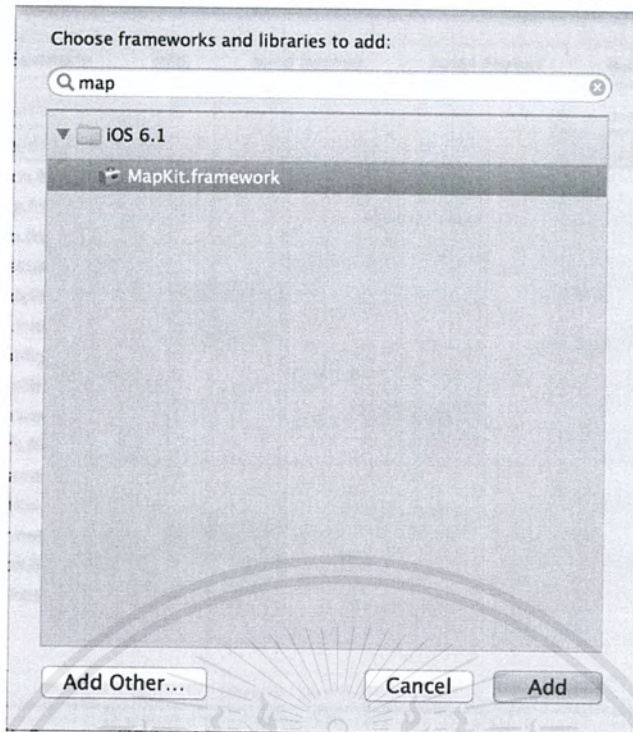 Choose frameworks and libraries to add:
map
iOS 6.1
MapKit.framework
Add Other...
Cancel
Add